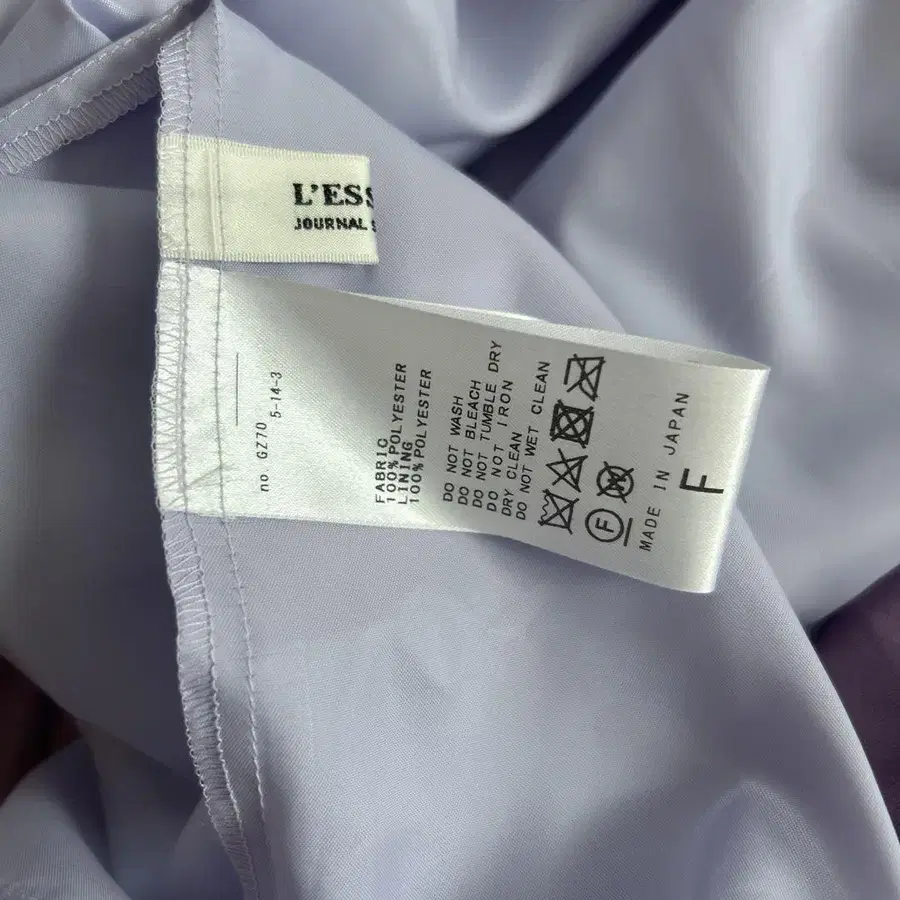 L'ESS
JOURNAL S
no. GZ70 5-14-3
FABRIC
100%POLYESTER
LINING
100%POLYESTER
DO NOT WASH
DO NOT BLEACH
DO NOT TUMBLE DRY
DO NOT IRON
DRY CLEAN
DO NOT WET CLEAN
F
MADE IN JAPAN
F